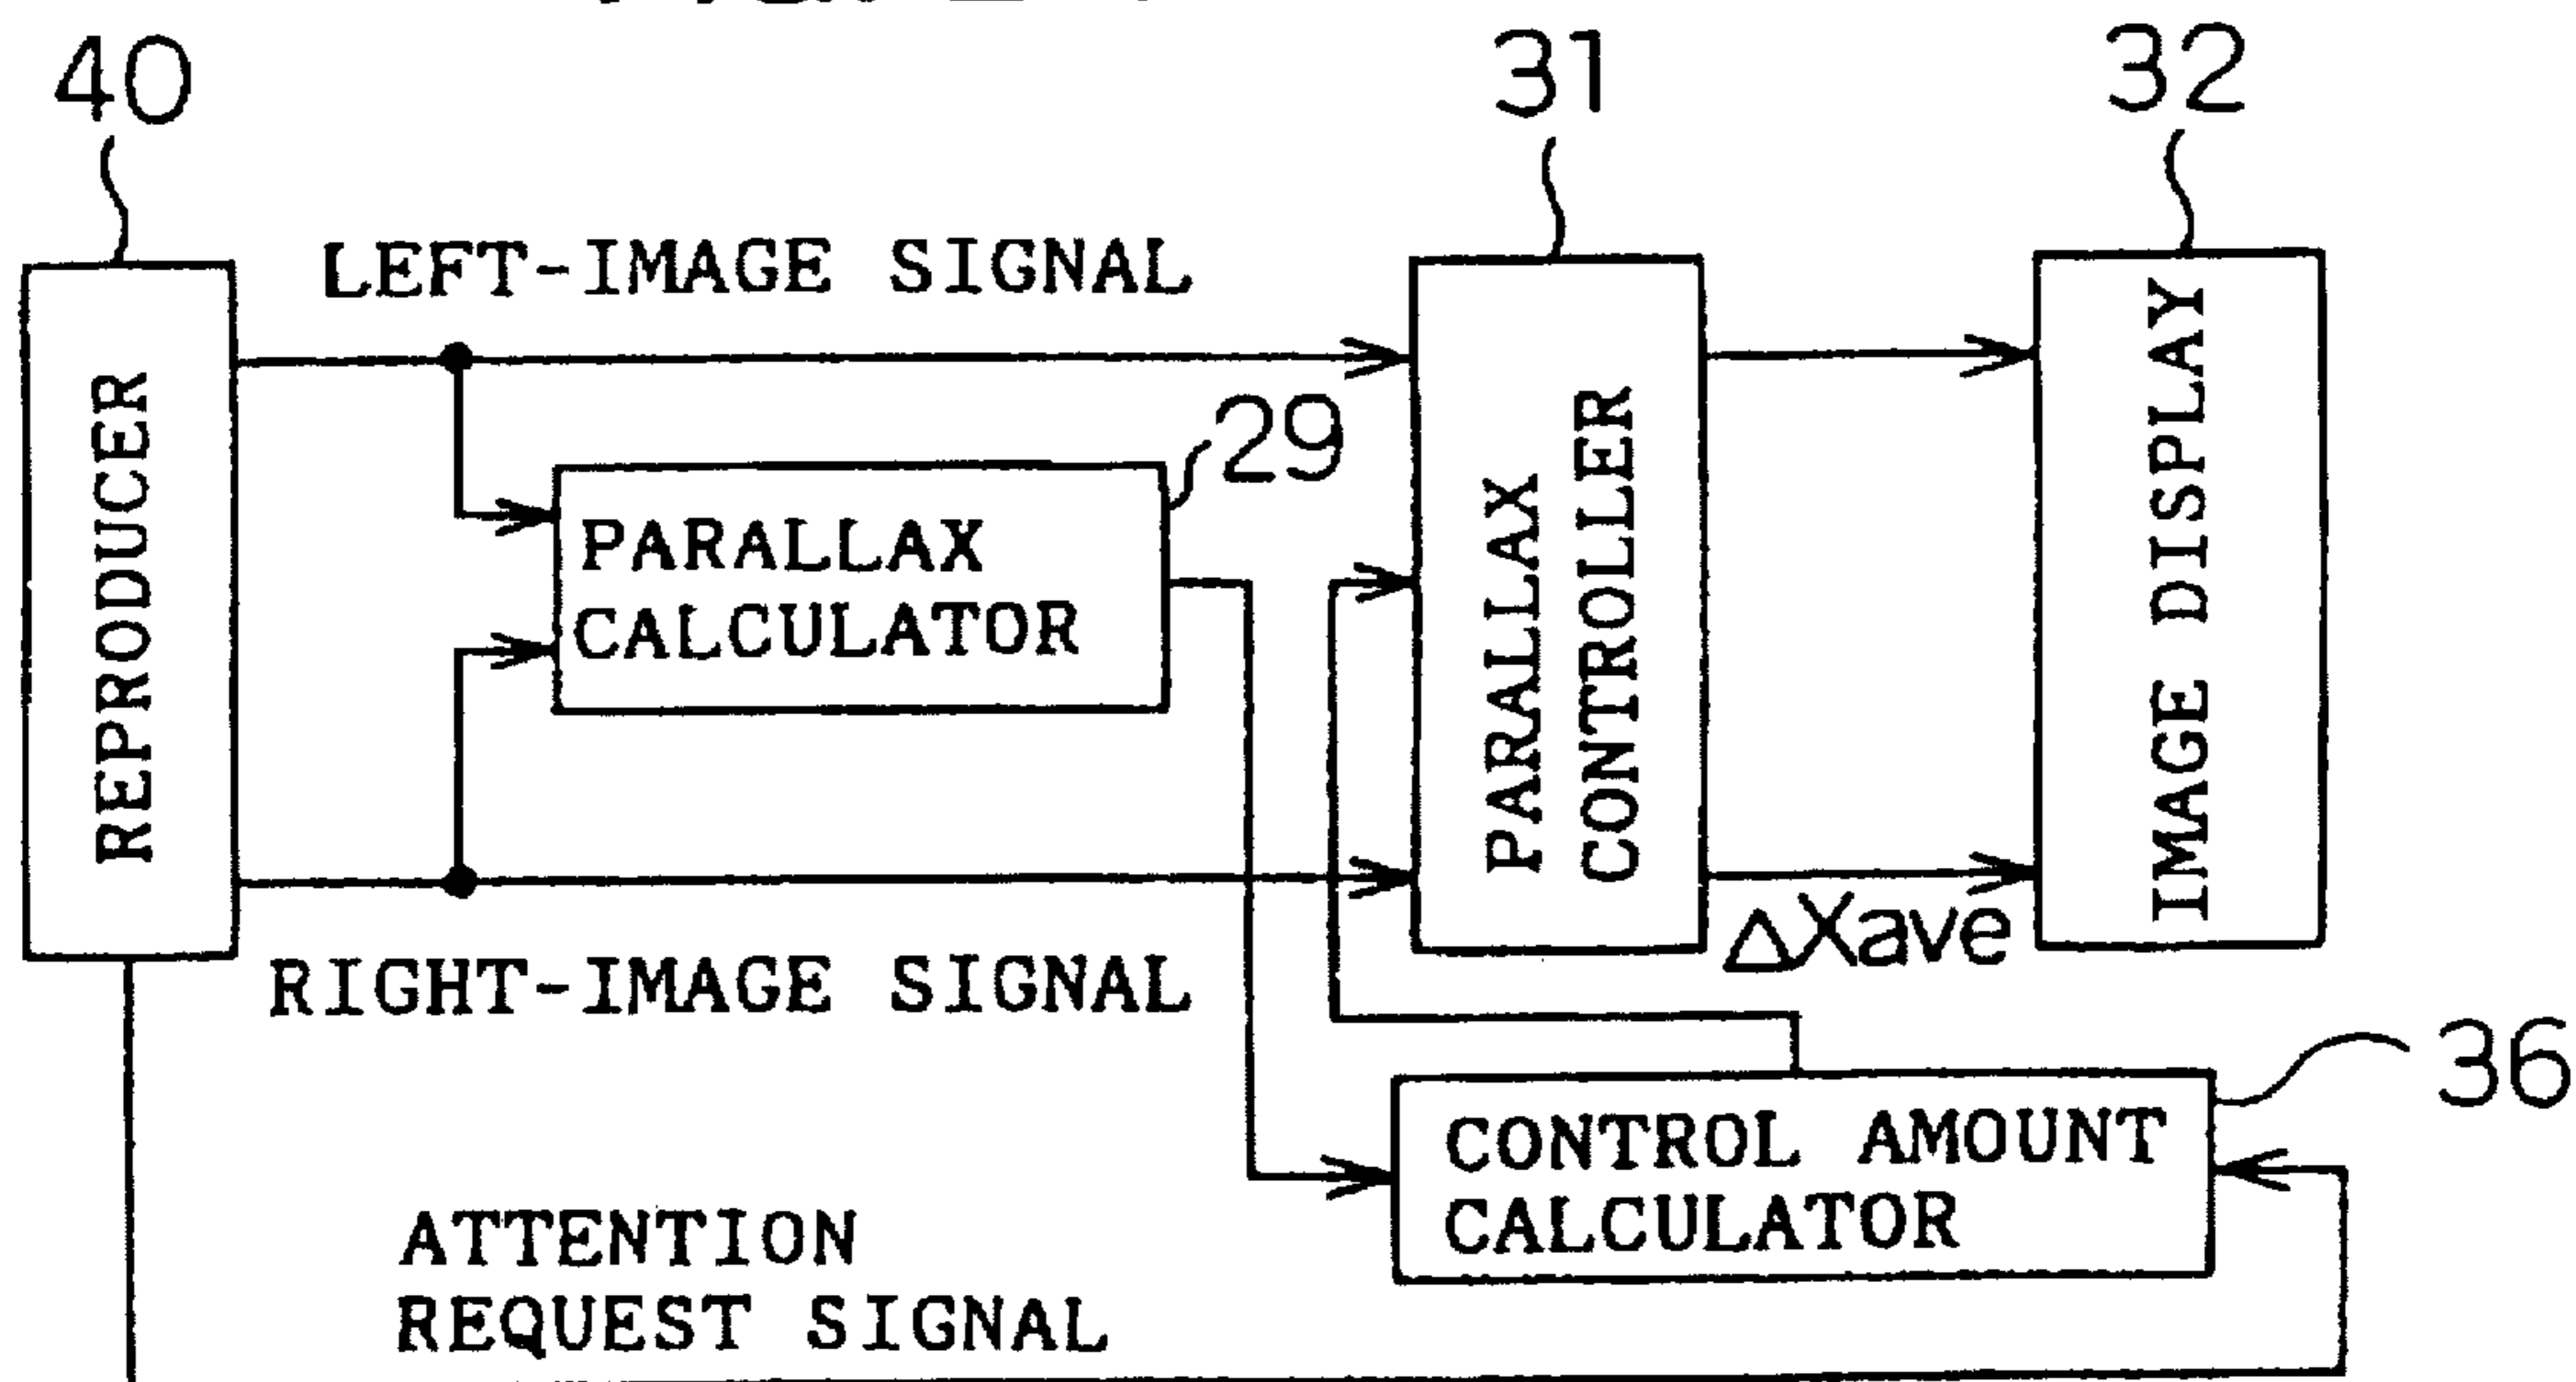 40
31
32
LEFT-IMAGE SIGNAL
29
REPRODUCER
PARALLAX
CALCULATOR
PARALLAX
CONTROLLER
IMAGE DISPLAY
ΔXave
RIGHT-IMAGE SIGNAL
36
CONTROL AMOUNT
CALCULATOR
ATTENTION
REQUEST SIGNAL